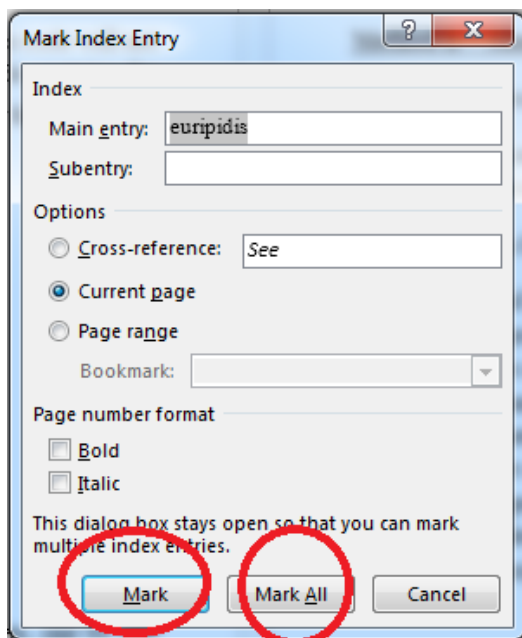 Mark Index Entry
Index
Main entry: euripidis
Subentry:
Options
Cross-reference: See
Current page
Page range
Bookmark:
Page number format
Bold
Italic
This dialog box stays open so that you can mark
multiple index entries.
Mark Mark All Cancel